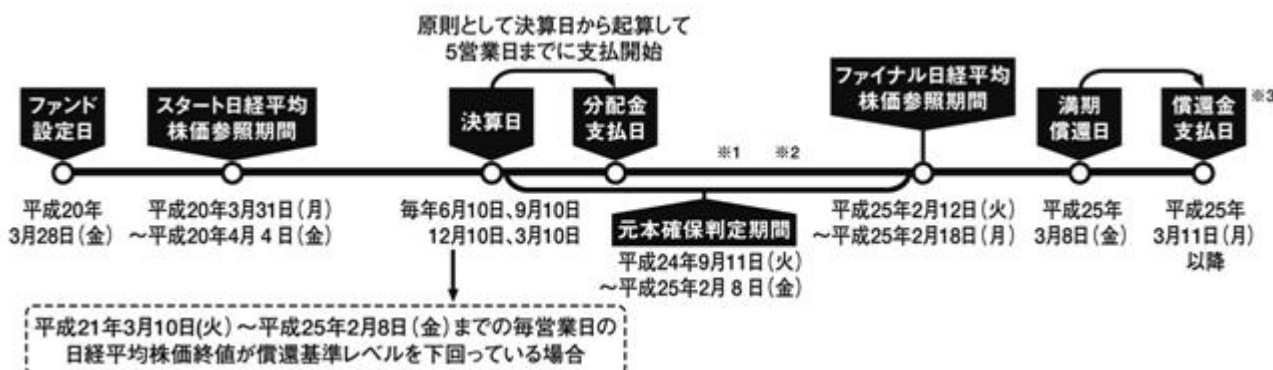 原則として決算日から起算して
5営業日までに支払開始
ファンド
設定日
スタート日経平均
株価参照期間
決算日
分配金
支払日
※1
※2
ファイナル日経平均
株価参照期間
満期
償還日
償還金
支払日
※3
平成20年
3月28日(金)
平成20年3月31日(月)
～平成20年4月4日(金)
毎年6月10日、9月10日
12月10日、3月10日
元本確保判定期間
平成24年9月11日(火)
～平成25年2月8日(金)
平成25年2月12日(火)
～平成25年2月18日(月)
平成25年
3月8日(金)
平成25年
3月11日(月)
以降
平成21年3月10日(火)～平成25年2月8日(金)までの毎営業日の
日経平均株価終値が償還基準レベルを下回っている場合